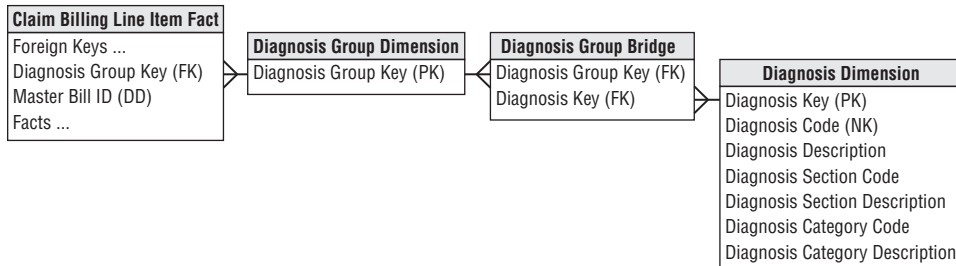 Claim Billing Line Item Fact
Foreign Keys ...
Diagnosis Group Key (FK)
Master Bill ID (DD)
Facts ...
Diagnosis Group Dimension
Diagnosis Group Key (PK)
Diagnosis Group Bridge
Diagnosis Group Key (FK)
Diagnosis Key (FK)
Diagnosis Dimension
Diagnosis Key (PK)
Diagnosis Code (NK)
Diagnosis Description
Diagnosis Section Code
Diagnosis Section Description
Diagnosis Category Code
Diagnosis Category Description